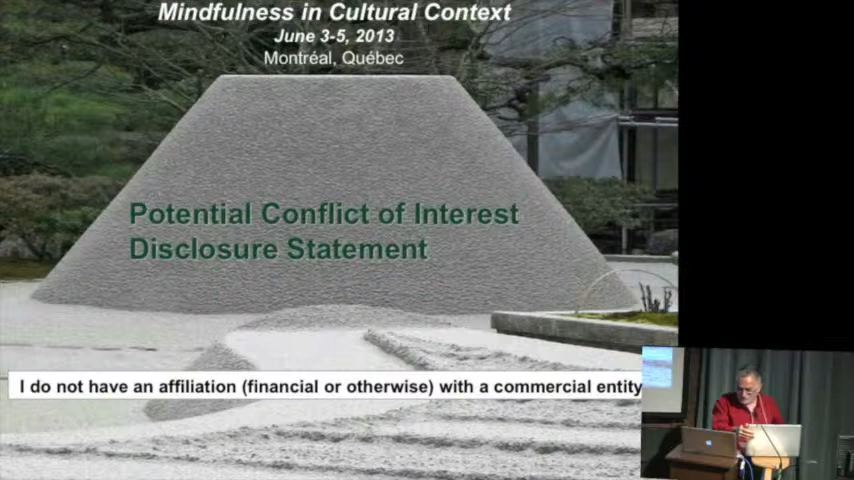 Mindfulness in Cultural Context
June 3-5, 2013
Montréal, Québec
Potential Conflict of Interest
Disclosure Statement
I do not have an affiliation (financial or otherwise) with a commercial entity